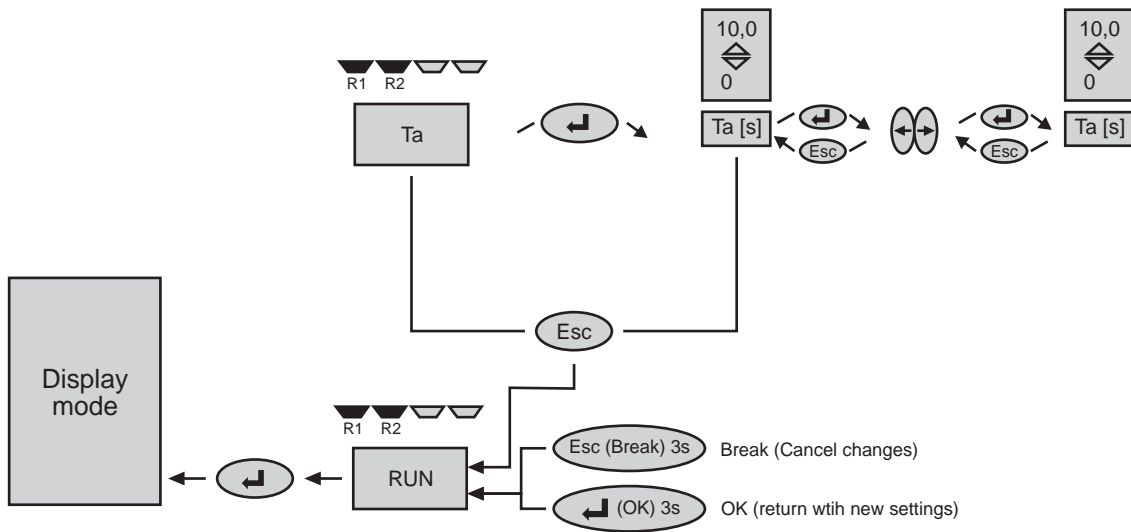 10,0
0
10,0
0
R1 R2
Ta
Ta [s]
Esc
Esc
Ta [s]
Esc
Display
mode
R1 R2
RUN
Esc (Break) 3s Break (Cancel changes)
(OK) 3s OK (return wtih new settings)